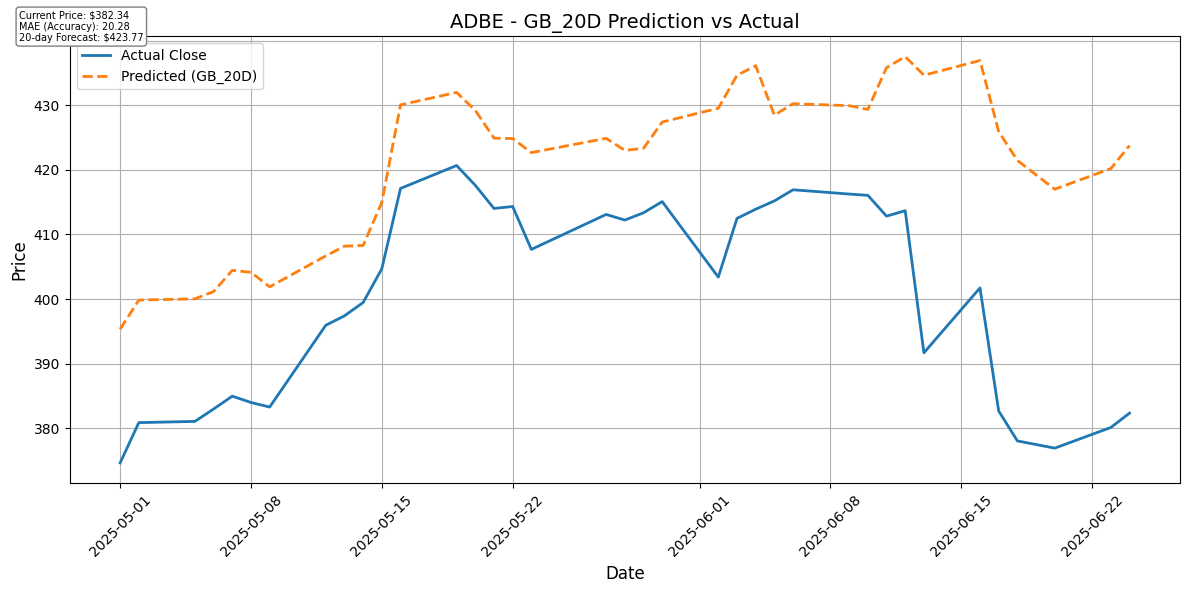 Current Price: $382.34
MAE (Accuracy): 20.28
20-day Forecast: $423.77
ADBE - GB_20D Prediction vs Actual
Actual Close
Predicted (GB_20D)
Price
430
420
410
400
390
380
2025-05-01
2025-05-08
2025-05-15
2025-05-22
2025-06-01
2025-06-08
2025-06-15
2025-06-22
Date